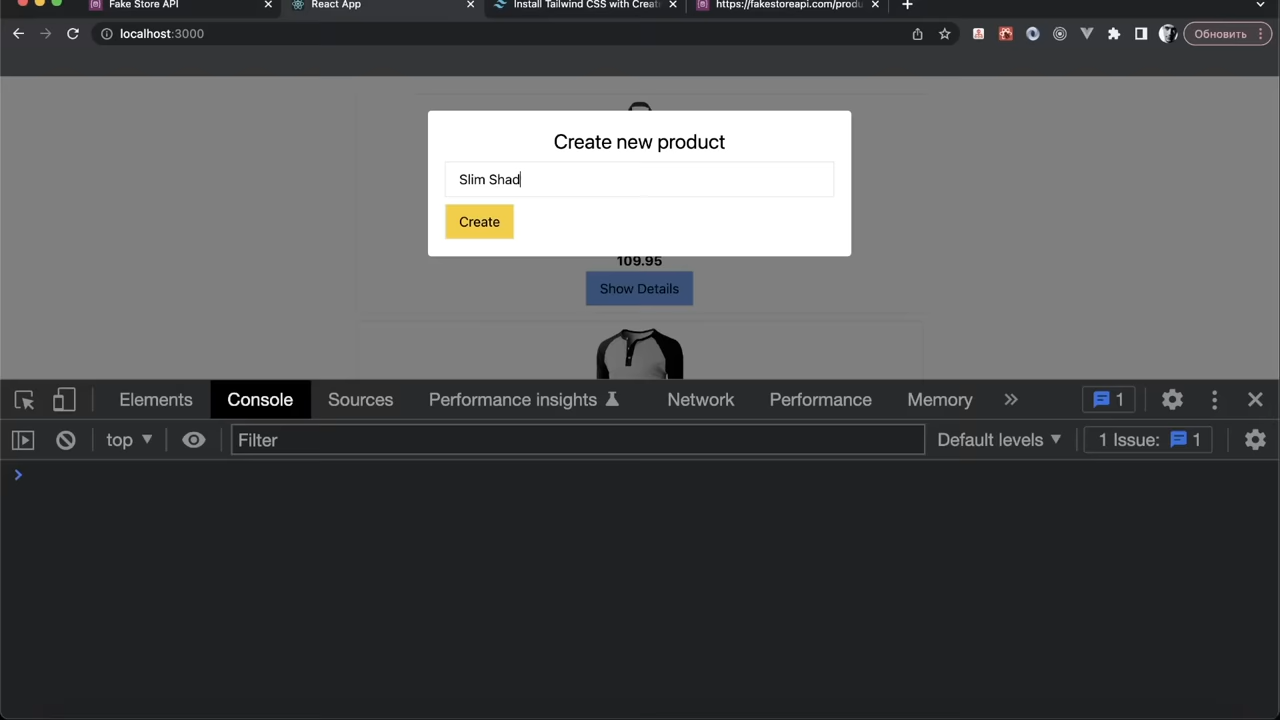 Fake Store API
React App
Install Tailwind CSS with Create
https://fakestoreapi.com/produ
localhost:3000
Обновить
Create new product
Slim Shad
Create
109.95
Show Details
Elements
Console
Sources
Performance insights
Network
Performance
Memory
1
top
Filter
Default levels
1 Issue:
1